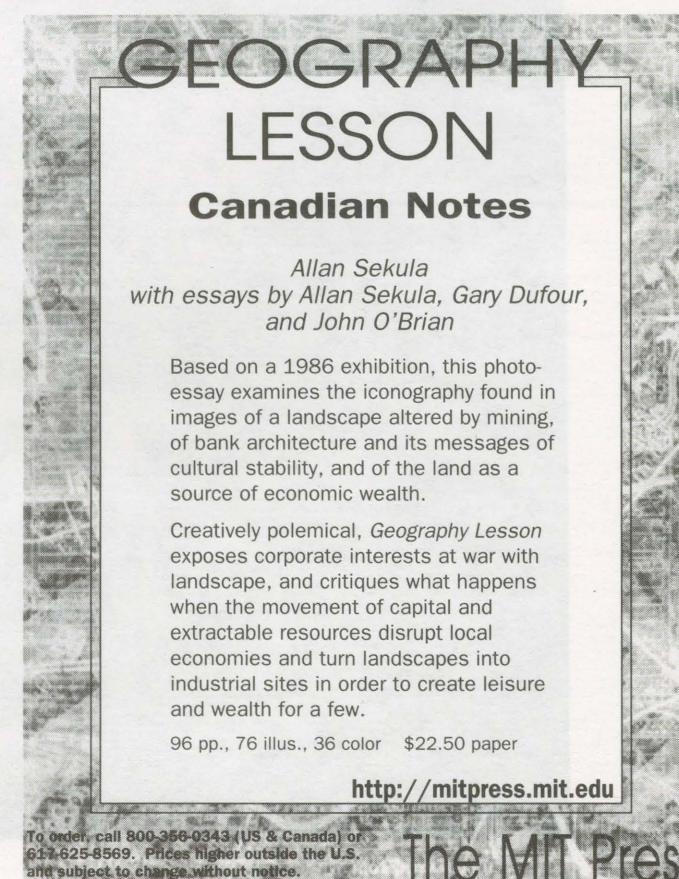 GEOGRAPHY
LESSON
Canadian Notes
Allan Sekula
with essays by Allan Sekula, Gary Dufour,
and John O'Brian
Based on a 1986 exhibition, this photo-
essay examines the iconography found in
images of a landscape altered by mining,
of bank architecture and its messages of
cultural stability, and of the land as a
source of economic wealth.
Creatively polemical, Geography Lesson
exposes corporate interests at war with
landscape, and critiques what happens
when the movement of capital and
extractable resources disrupt local
economies and turn landscapes into
industrial sites in order to create leisure
and wealth for a few.
96 pp., 76 illus., 36 color $22.50 paper
http://mitpress.mit.edu
To order, call 800-356-0343 (US & Canada) or
617-625-8569. Prices higher outside the U.S.
and subject to change without notice.
The MIT Pres